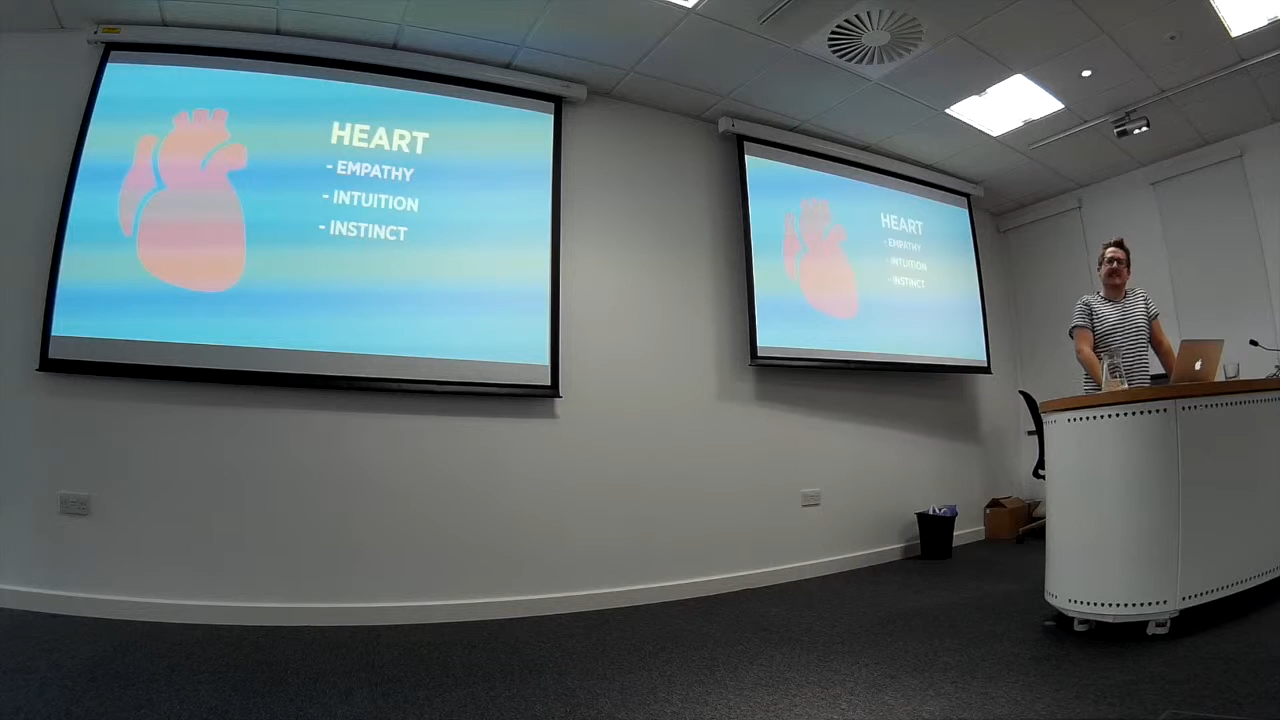 HEART
- EMPATHY
- INTUITION
- INSTINCT
HEART
- EMPATHY
- INTUITION
- INSTINCT